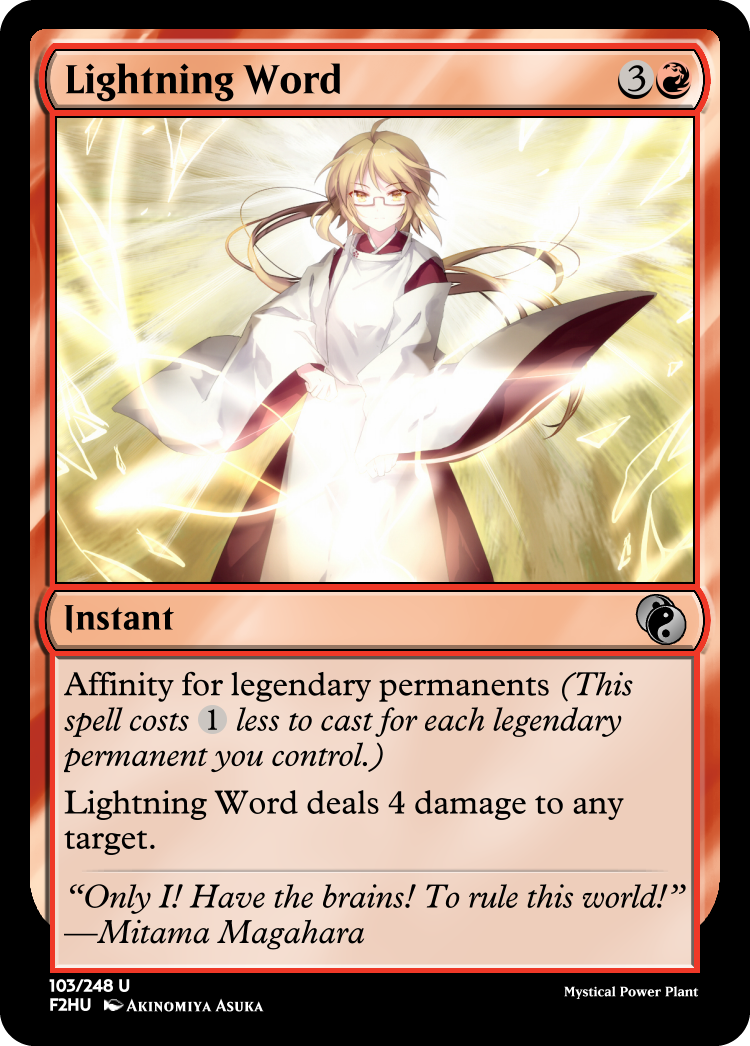 Lightning Word 3
Instant
Affinity for legendary permanents (This
spell costs 1 less to cast for each legendary
permanent you control.)
Lightning Word deals 4 damage to any
target.
“Only I! Have the brains! To rule this world!”
—Mitama Magahara
103/248 U
F2HU Akinomiya Asuka
Mystical Power Plant